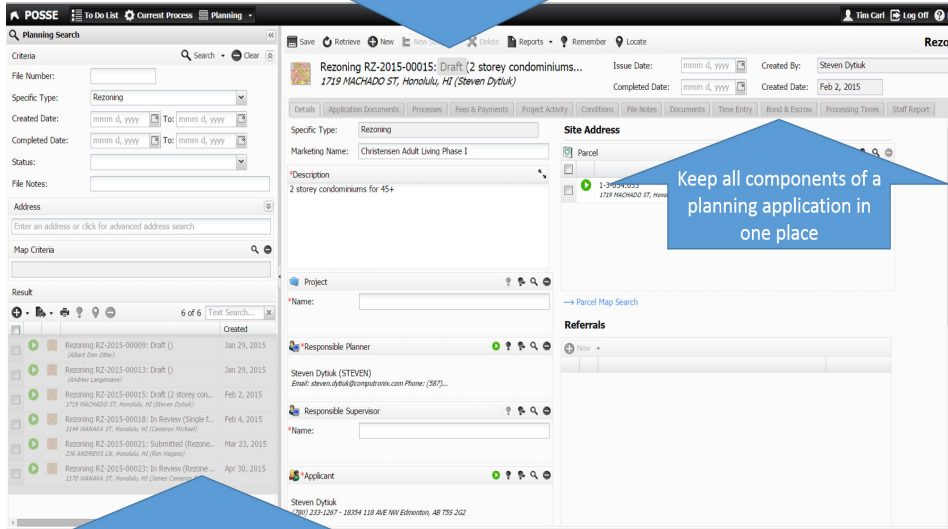 POSSE To Do List Current Process Planning Tim Carl Log Off
Planning Search
Criteria Search Clear
File Number:
Specific Type: Rezoning
Created Date: mmm d, yyyy To: mmm d, yyyy
Completed Date: mmm d, yyyy To: mmm d, yyyy
Status:
File Notes:
Address
Enter an address or click for advanced address search
Map Criteria
Result
6 of 6 Text Search...
Created
Rezoning RZ-2015-00009: Draft () Jan 29, 2015
(Albert Den Otter)
Rezoning RZ-2015-00013: Draft () Jan 29, 2015
(Andrew Langemann)
Rezoning RZ-2015-00015: Draft (2 storey con... Feb 2, 2015
1719 MACHADO ST, Honolulu, HI (Steven Dytiuk)
Rezoning RZ-2015-00018: In Review (Single f... Feb 4, 2015
1144 WANAKA ST, Honolulu, HI (Cameron Michael)
Rezoning RZ-2015-00021: Submitted (Rezone... Mar 23, 2015
236 ANDREWS LN, Honolulu, HI (Ron Hagens)
Rezoning RZ-2015-00023: In Review (Rezone ... Apr 30, 2015
1170 WANAKA ST, Honolulu, HI (James Cameron
Save Retrieve New New Delete Reports Remember Locate
Rezo
Rezoning RZ-2015-00015: Draft (2 storey condominiums...
1719 MACHADO ST, Honolulu, HI (Steven Dytiuk)
Issue Date: mmm d, yyyy Created By: Steven Dytiuk
Completed Date: mmm d, yyyy Created Date: Feb 2, 2015
Details Application Documents Processes Fees & Payments Project Activity Conditions File Notes Documents Time Entry Bond & Escrow Processing Times Staff Report
Specific Type: Rezoning
Marketing Name: Christensen Adult Living Phase I
*Description
2 storey condominiums for 45+
Project
*Name:
*Responsible Planner
Steven Dytiuk (STEVEN)
Email: steven.dytiuk@computronix.com Phone: (587)...
Responsible Supervisor
*Name:
*Applicant
Steven Dytiuk
(780) 233-1267 - 18354 118 AVE NW Edmonton, AB T5S 2G2
Site Address
Parcel
1719 MACHADO ST,
Keep all components of a
planning application in
one place
Parcel Map Search
Referrals
New